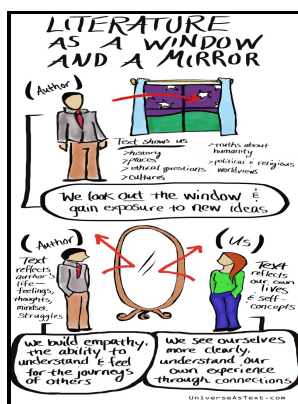 LITERATURE
AS A WINDOW
AND A MIRROR
(Author)
Text shows us
>history
>places
>ethical questions
>cultures
>truths about
humanity
>political & religious
worldviews
We look out the window &
gain exposure to new ideas
(Author)
(Us)
Text
reflects
author's
life—
feelings,
thoughts,
mindset,
struggles
Text
reflects
our own
lives
& self-
concepts
We build empathy,
the ability to
understand & feel
for the journeys
of others
We see ourselves
more clearly,
understand our
own experience
through connections
UniverseAsText.com